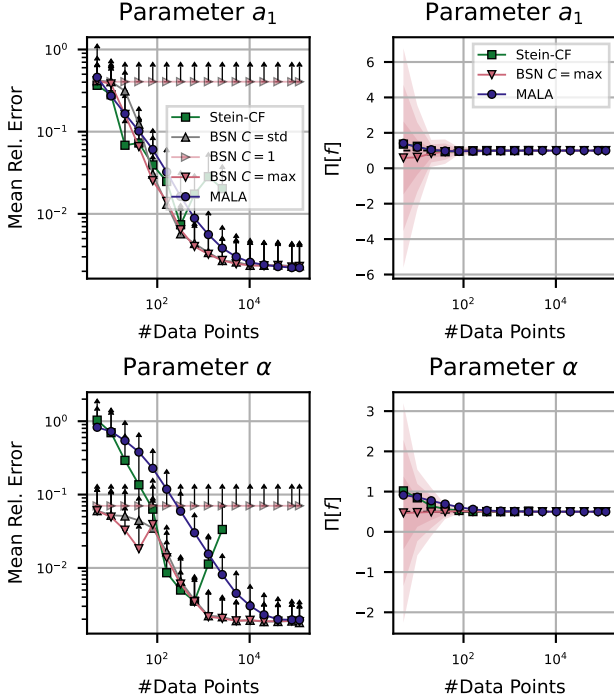 Parameter a₁
Mean Rel. Error
10⁰
10⁻¹
10⁻²
10²
10⁴
#Data Points
Stein-CF
BSN C = std
BSN C = 1
BSN C = max
MALA
Parameter a₁
Π[f]
6
4
2
0
−2
−4
−6
10²
10⁴
#Data Points
Stein-CF
BSN C = max
MALA
Parameter α
Mean Rel. Error
10⁰
10⁻¹
10⁻²
10²
10⁴
#Data Points
Parameter α
Π[f]
3
2
1
0
−1
−2
10²
10⁴
#Data Points